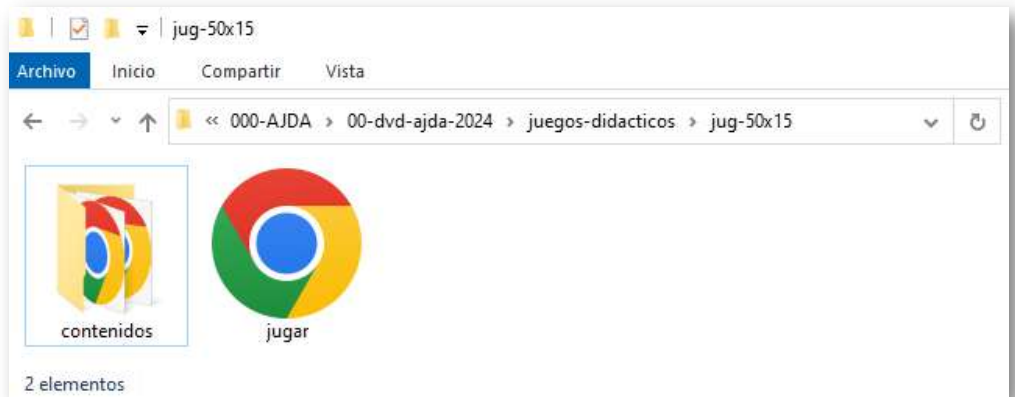 jug-50x15
Archivo Inicio Compartir Vista
« 000-AJDA > 00-dvd-ajda-2024 > juegos-didacticos > jug-50x15
contenidos jugar
2 elementos